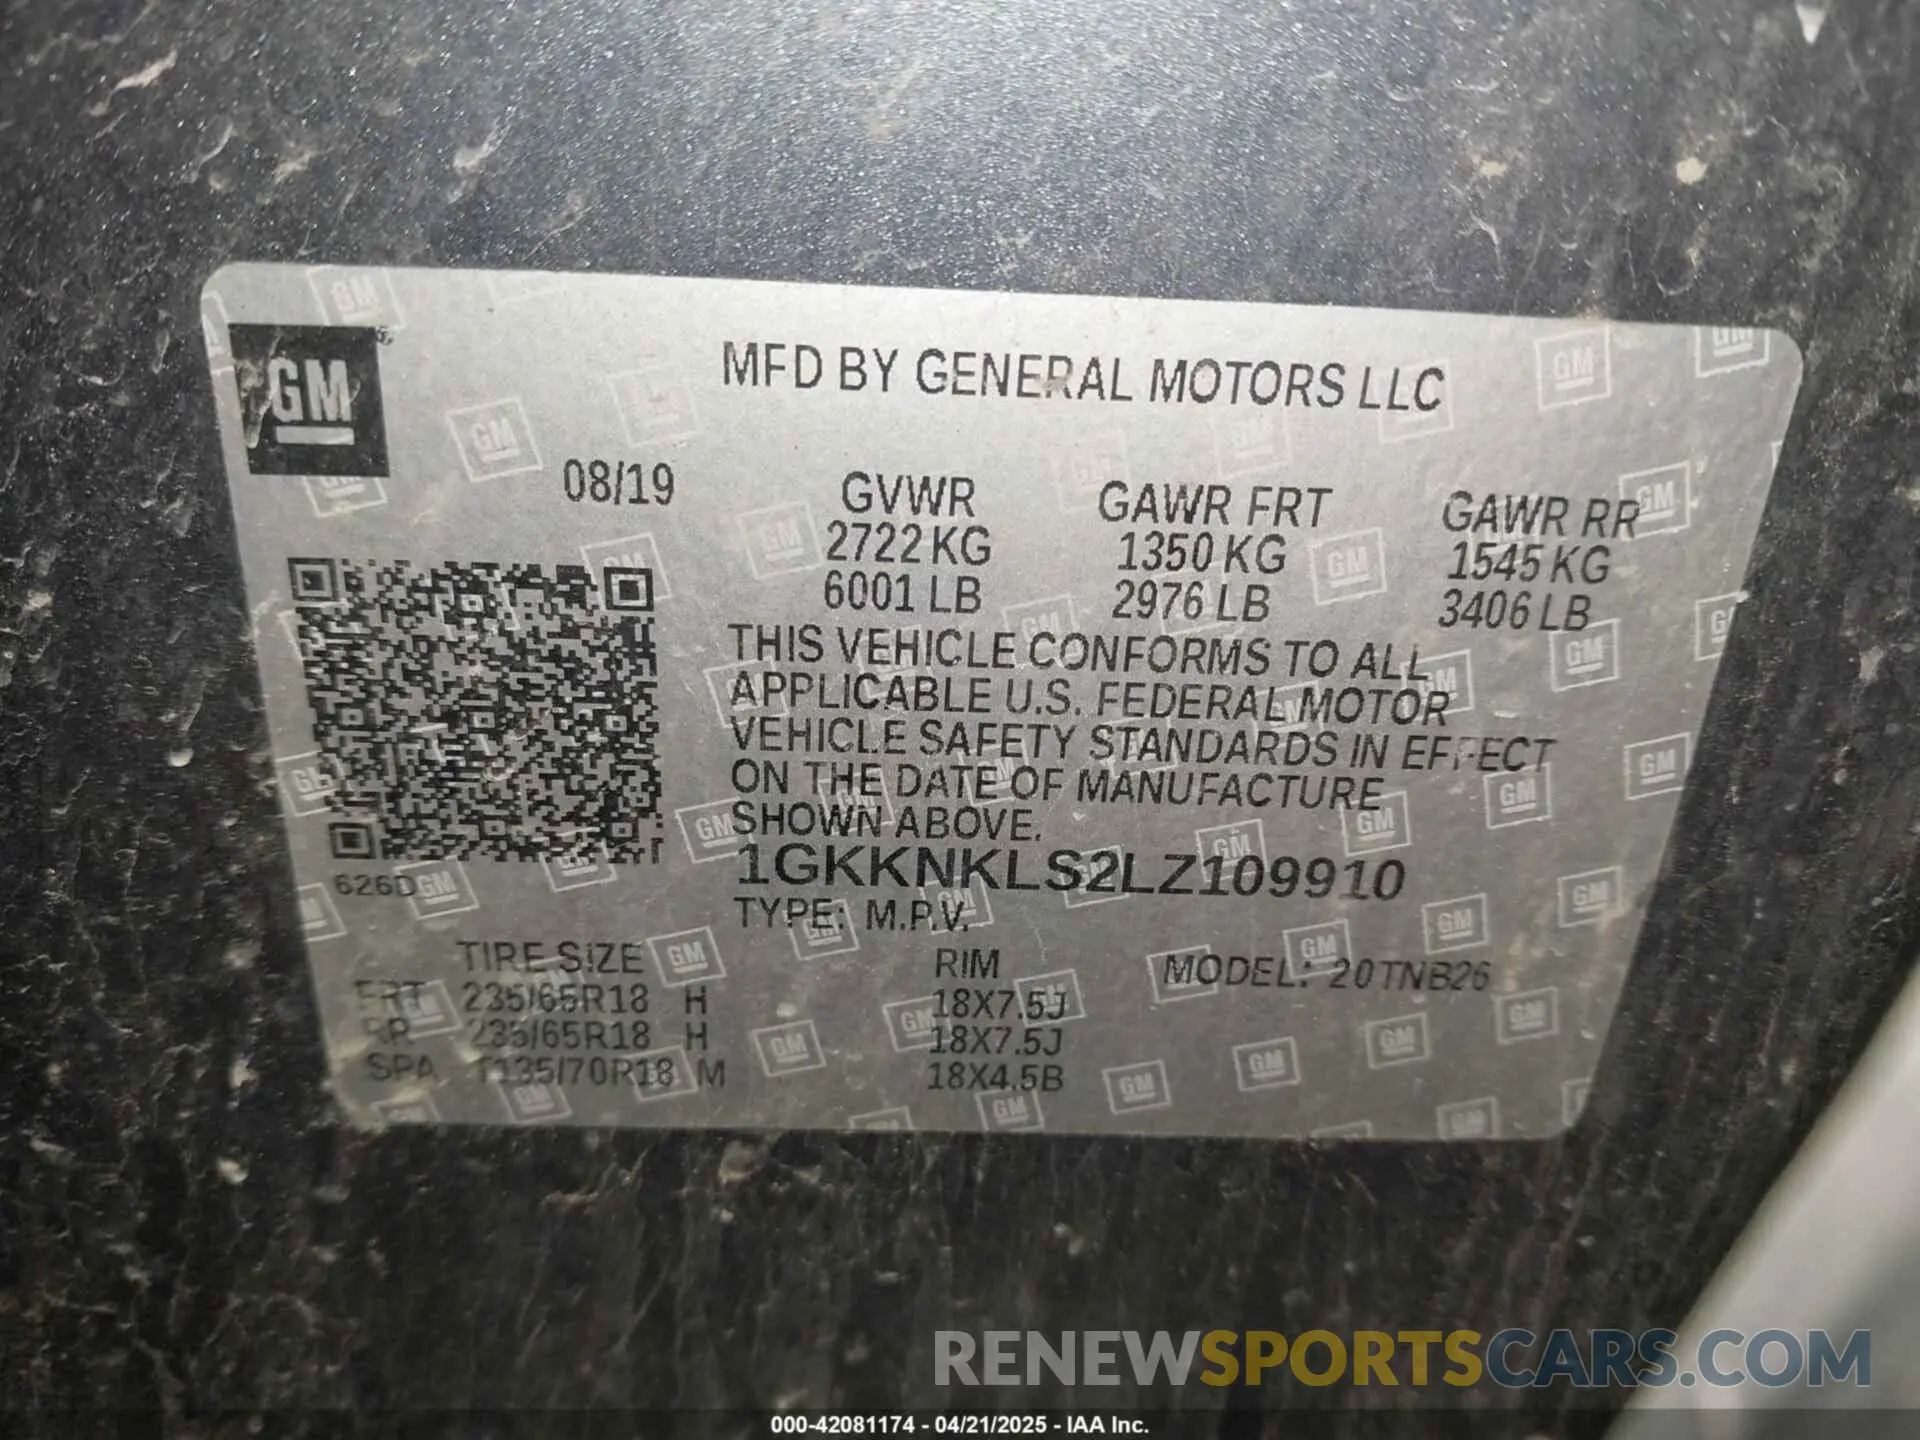 GM
MFD BY GENERAL MOTORS LLC
08/19
GVWR GAWR FRT GAWR RR
2722 KG 1350 KG 1545 KG
6001 LB 2976 LB 3406 LB
THIS VEHICLE CONFORMS TO ALL
APPLICABLE U.S. FEDERAL MOTOR
VEHICLE SAFETY STANDARDS IN EFFECT
ON THE DATE OF MANUFACTURE
SHOWN ABOVE.
1GKKNKLS2LZ109910
626D
TYPE: M.P.V.
TIRE SIZE RIM MODEL: 20TNB26
FRT 235/65R18 H 18X7.5J
RR 235/65R18 H 18X7.5J
SPA T135/70R18 M 18X4.5B
RENEWSPORTSCARS.COM
000-42081174 - 04/21/2025 - IAA Inc.